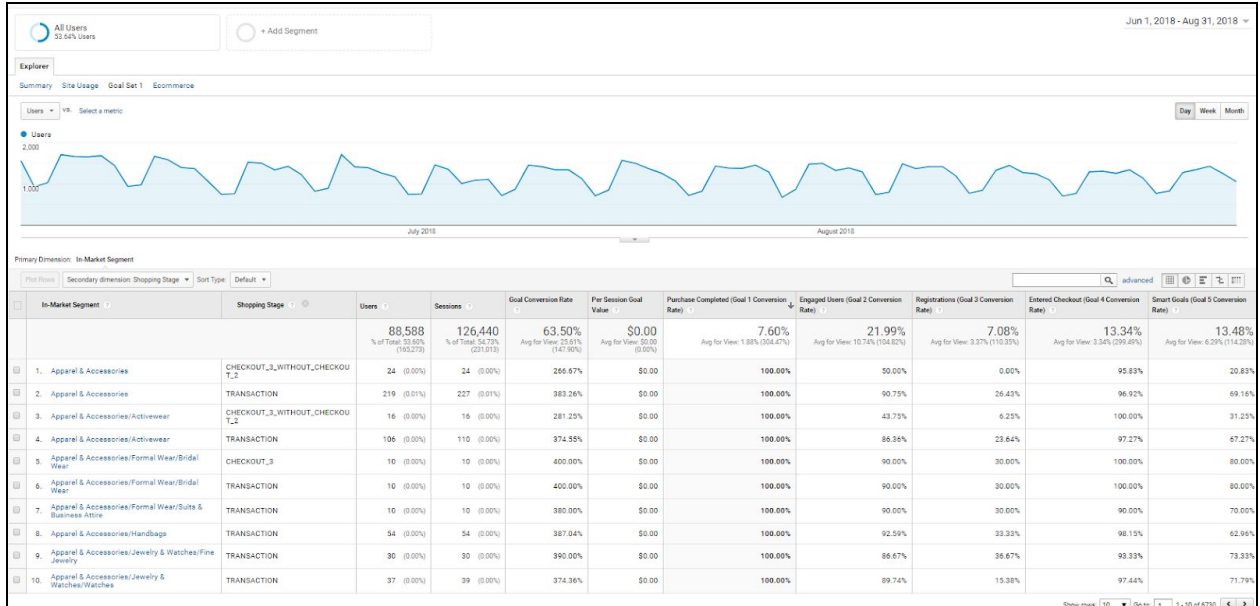 All Users
53.64% Users
+ Add Segment
Jun 1, 2018 - Aug 31, 2018
Explorer
Summary Site Usage Goal Set 1 Ecommerce
Users VS. Select a metric
Day Week Month
Users
2,000
1,000
July 2018 August 2018
Primary Dimension: In-Market Segment
Plot Rows Secondary dimension: Shopping Stage Sort Type: Default advanced
In-Market Segment Shopping Stage Users Sessions Goal Conversion Rate Per Session Goal Value Purchase Completed (Goal 1 Conversion Rate) Engaged Users (Goal 2 Conversion Rate) Registrations (Goal 3 Conversion Rate) Entered Checkout (Goal 4 Conversion Rate) Smart Goals (Goal 5 Conversion Rate)
88,588 126,440 63.50% $0.00 7.60% 21.99% 7.08% 13.34% 13.48%
% of Total: 53.60% (165,273) % of Total: 54.73% (231,013) Avg for View: 25.61% (147.90%) Avg for View: $0.00 (0.00%) Avg for View: 1.88% (304.47%) Avg for View: 10.74% (104.82%) Avg for View: 3.37% (110.35%) Avg for View: 3.34% (299.49%) Avg for View: 6.29% (114.28%)
1. Apparel & Accessories CHECKOUT_3_WITHOUT_CHECKOUT_2 24 (0.00%) 24 (0.00%) 266.67% $0.00 100.00% 50.00% 0.00% 95.83% 20.83%
2. Apparel & Accessories TRANSACTION 219 (0.01%) 227 (0.01%) 383.26% $0.00 100.00% 90.75% 26.43% 96.92% 69.16%
3. Apparel & Accessories/Activewear CHECKOUT_3_WITHOUT_CHECKOUT_2 16 (0.00%) 16 (0.00%) 281.25% $0.00 100.00% 43.75% 6.25% 100.00% 31.25%
4. Apparel & Accessories/Activewear TRANSACTION 106 (0.00%) 110 (0.00%) 374.55% $0.00 100.00% 86.36% 23.64% 97.27% 67.27%
5. Apparel & Accessories/Formal Wear/Bridal Wear CHECKOUT_3 10 (0.00%) 10 (0.00%) 400.00% $0.00 100.00% 90.00% 30.00% 100.00% 80.00%
6. Apparel & Accessories/Formal Wear/Bridal Wear TRANSACTION 10 (0.00%) 10 (0.00%) 400.00% $0.00 100.00% 90.00% 30.00% 100.00% 80.00%
7. Apparel & Accessories/Formal Wear/Suits & Business Attire TRANSACTION 10 (0.00%) 10 (0.00%) 380.00% $0.00 100.00% 90.00% 30.00% 90.00% 70.00%
8. Apparel & Accessories/Handbags TRANSACTION 54 (0.00%) 54 (0.00%) 387.04% $0.00 100.00% 92.59% 33.33% 98.15% 62.96%
9. Apparel & Accessories/Jewelry & Watches/Fine Jewelry TRANSACTION 30 (0.00%) 30 (0.00%) 390.00% $0.00 100.00% 86.67% 36.67% 93.33% 73.33%
10. Apparel & Accessories/Jewelry & Watches/Watches TRANSACTION 37 (0.00%) 39 (0.00%) 374.36% $0.00 100.00% 89.74% 15.38% 97.44% 71.79%
Show rows: 10 Go to: 1 1 - 10 of 6730